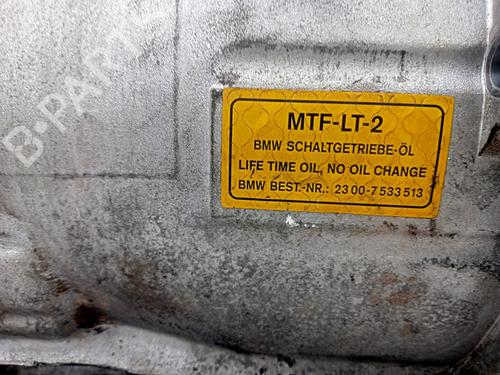 B-PARTS
MTF-LT-2
BMW SCHALTGETRIEBE-ÖL
LIFE TIME OIL, NO OIL CHANGE
BMW BEST.-NR.: 23 00-7 533 513